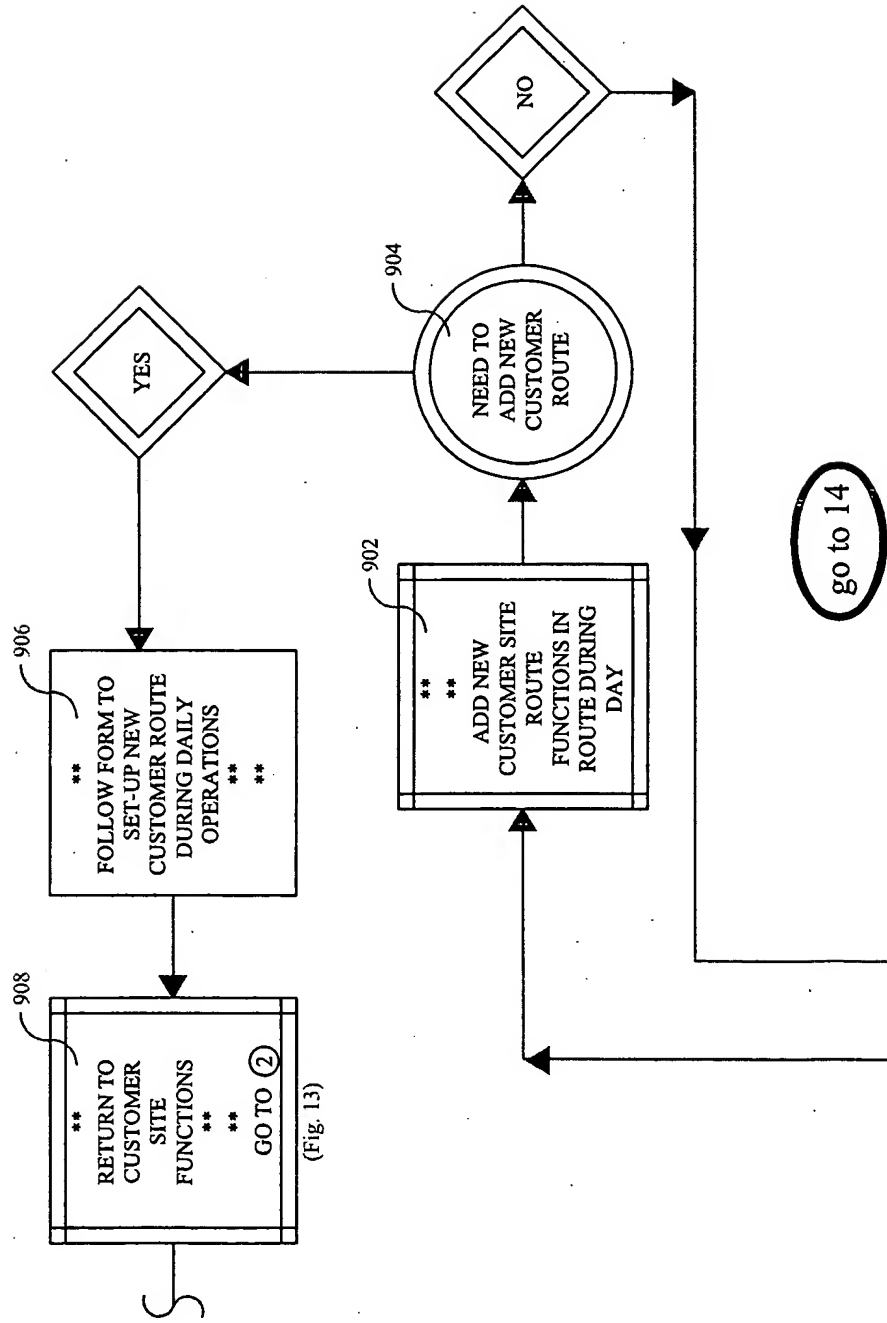 908
**
RETURN TO
CUSTOMER
SITE
FUNCTIONS
**
**
GO TO 2
(Fig. 13)
906
**
FOLLOW FORM TO
SET-UP NEW
CUSTOMER ROUTE
DURING DAILY
OPERATIONS
**
**
YES
902
**
**
ADD NEW
CUSTOMER SITE
ROUTE
FUNCTIONS IN
ROUTE DURING
DAY
904
NEED TO
ADD NEW
CUSTOMER
ROUTE
NO
go to 14